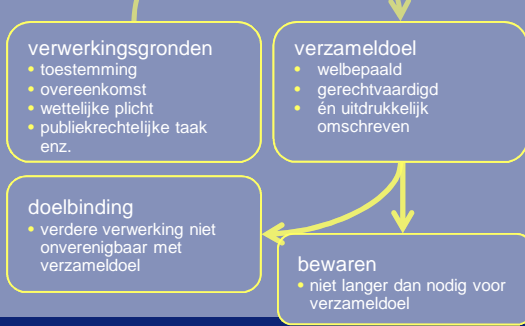 verwerkingsgronden
• toestemming
• overeenkomst
• wettelijke plicht
• publiekrechtelijke taak
enz.
verzameldoel
• welbepaald
• gerechtvaardigd
• én uitdrukkelijk
omschreven
doelbinding
• verdere verwerking niet
onverenigbaar met
verzameldoel
bewaren
• niet langer dan nodig voor
verzameldoel